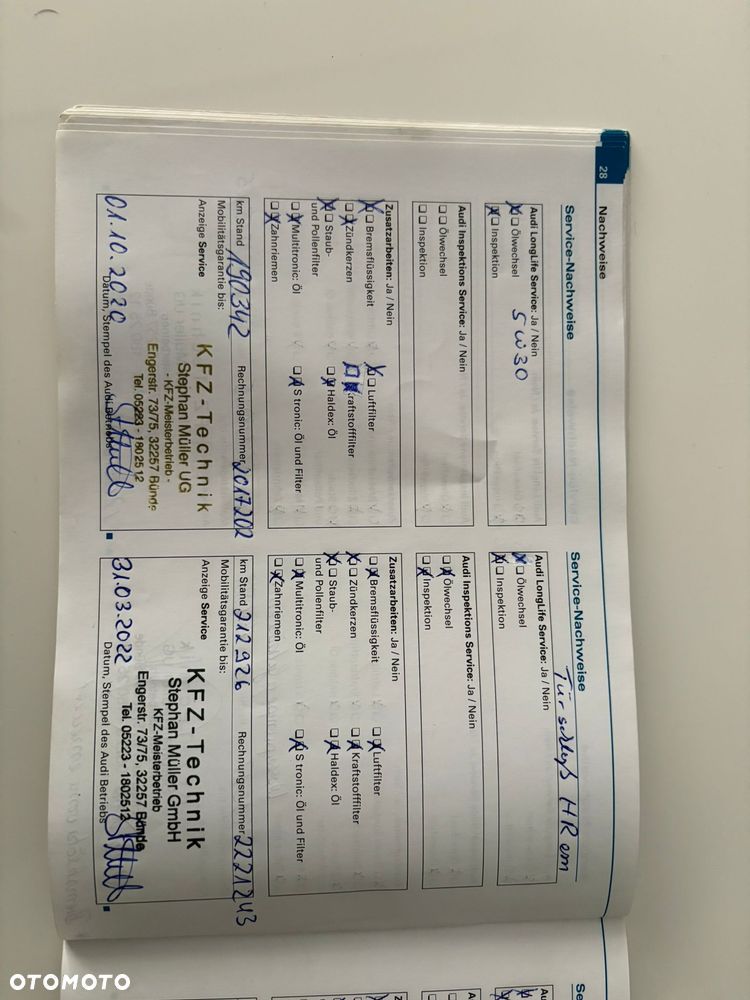 28
Nachweise
Service-Nachweise
Audi LongLife Service: Ja / Nein
Ölwechsel 5W30
Inspektion
Audi Inspektions Service: Ja / Nein
Ölwechsel
Inspektion
Zusatzarbeiten: Ja / Nein
Bremsflüssigkeit
Luftfilter
Zündkerzen
Kraftstofffilter
Staub-
und Pollenfilter
Haldex: Öl
Multitronic: Öl
S tronic: Öl und Filter
Zahnriemen
km Stand 190342
Rechnungsnummer 2017202
Mobilitätsgarantie bis:
Anzeige Service
KFZ-Technik
Stephan Müller UG
- KFZ-Meisterbetrieb -
Engerstr. 73/75, 32257 Bünde
Tel. 05223 - 1802512
01.10.2020
Datum, Stempel des Audi Betriebs
Service-Nachweise
Türschloß HR ern
Audi LongLife Service: Ja / Nein
Ölwechsel
Inspektion
Audi Inspektions Service: Ja / Nein
Ölwechsel
Inspektion
Zusatzarbeiten: Ja / Nein
Bremsflüssigkeit
Luftfilter
Zündkerzen
Kraftstofffilter
Staub-
und Pollenfilter
Haldex: Öl
Multitronic: Öl
S tronic: Öl und Filter
Zahnriemen
km Stand 212926
Rechnungsnummer 2221243
Mobilitätsgarantie bis:
Anzeige Service
KFZ-Technik
Stephan Müller GmbH
KFZ-Meisterbetrieb
Engerstr. 73/75, 32257 Bünde
Tel. 05223 - 1802512
31.03.2022
Datum, Stempel des Audi Betriebs
OTOMOTO